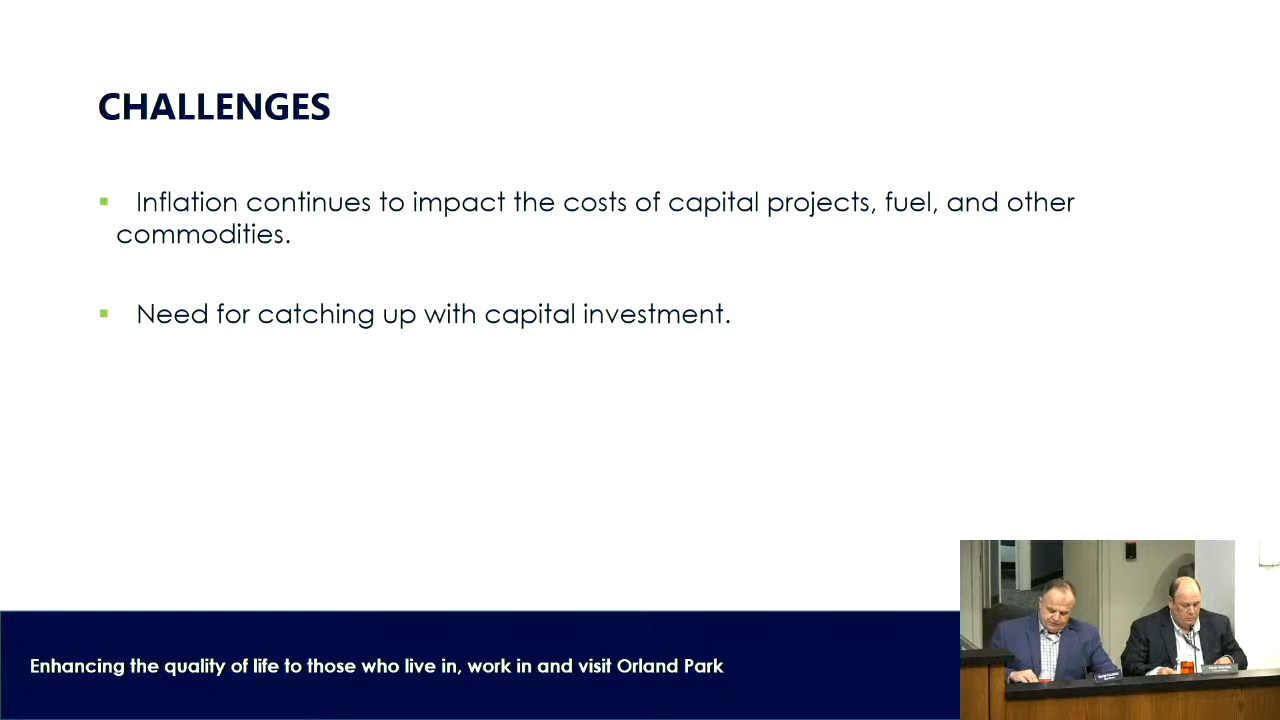 CHALLENGES
▪ Inflation continues to impact the costs of capital projects, fuel, and other
commodities.
▪ Need for catching up with capital investment.
Enhancing the quality of life to those who live in, work in and visit Orland Park